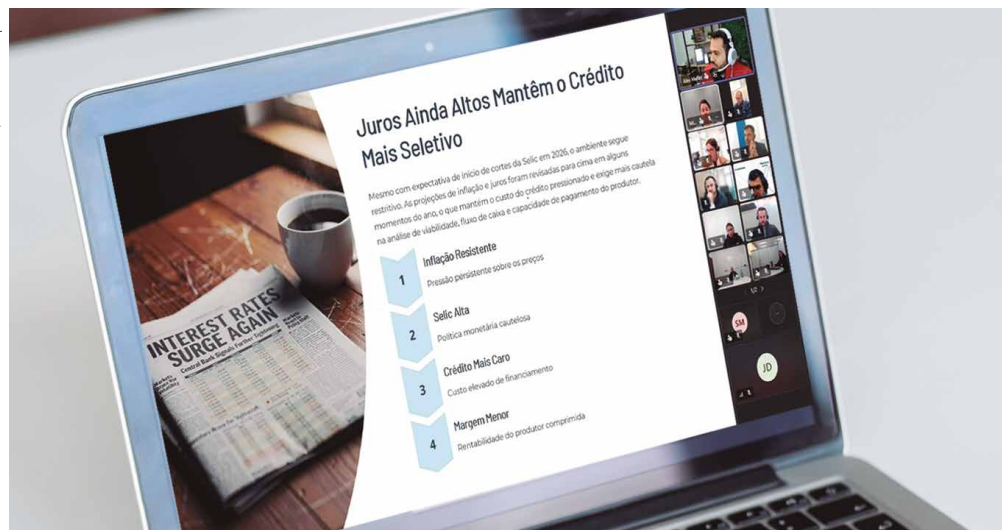 Juros Ainda Altos Mantêm o Crédito
Mais Seletivo
Mesmo com expectativa de início de cortes da Selic em 2026, o ambiente segue
restritivo. As projeções de inflação e juros foram revisadas para cima em alguns
momentos do ano, o que mantém o custo do crédito pressionado e exige mais cautela
na análise de viabilidade, fluxo de caixa e capacidade de pagamento do produtor.
1
Inflação Resistente
Pressão persistente sobre os preços
2
Selic Alta
Política monetária cautelosa
3
Crédito Mais Caro
Custo elevado de financiamento
4
Margem Menor
Rentabilidade do produtor comprimida
INTEREST RATES
SURGE AGAIN
Central Bank Signals Further Tightening
SM
JD